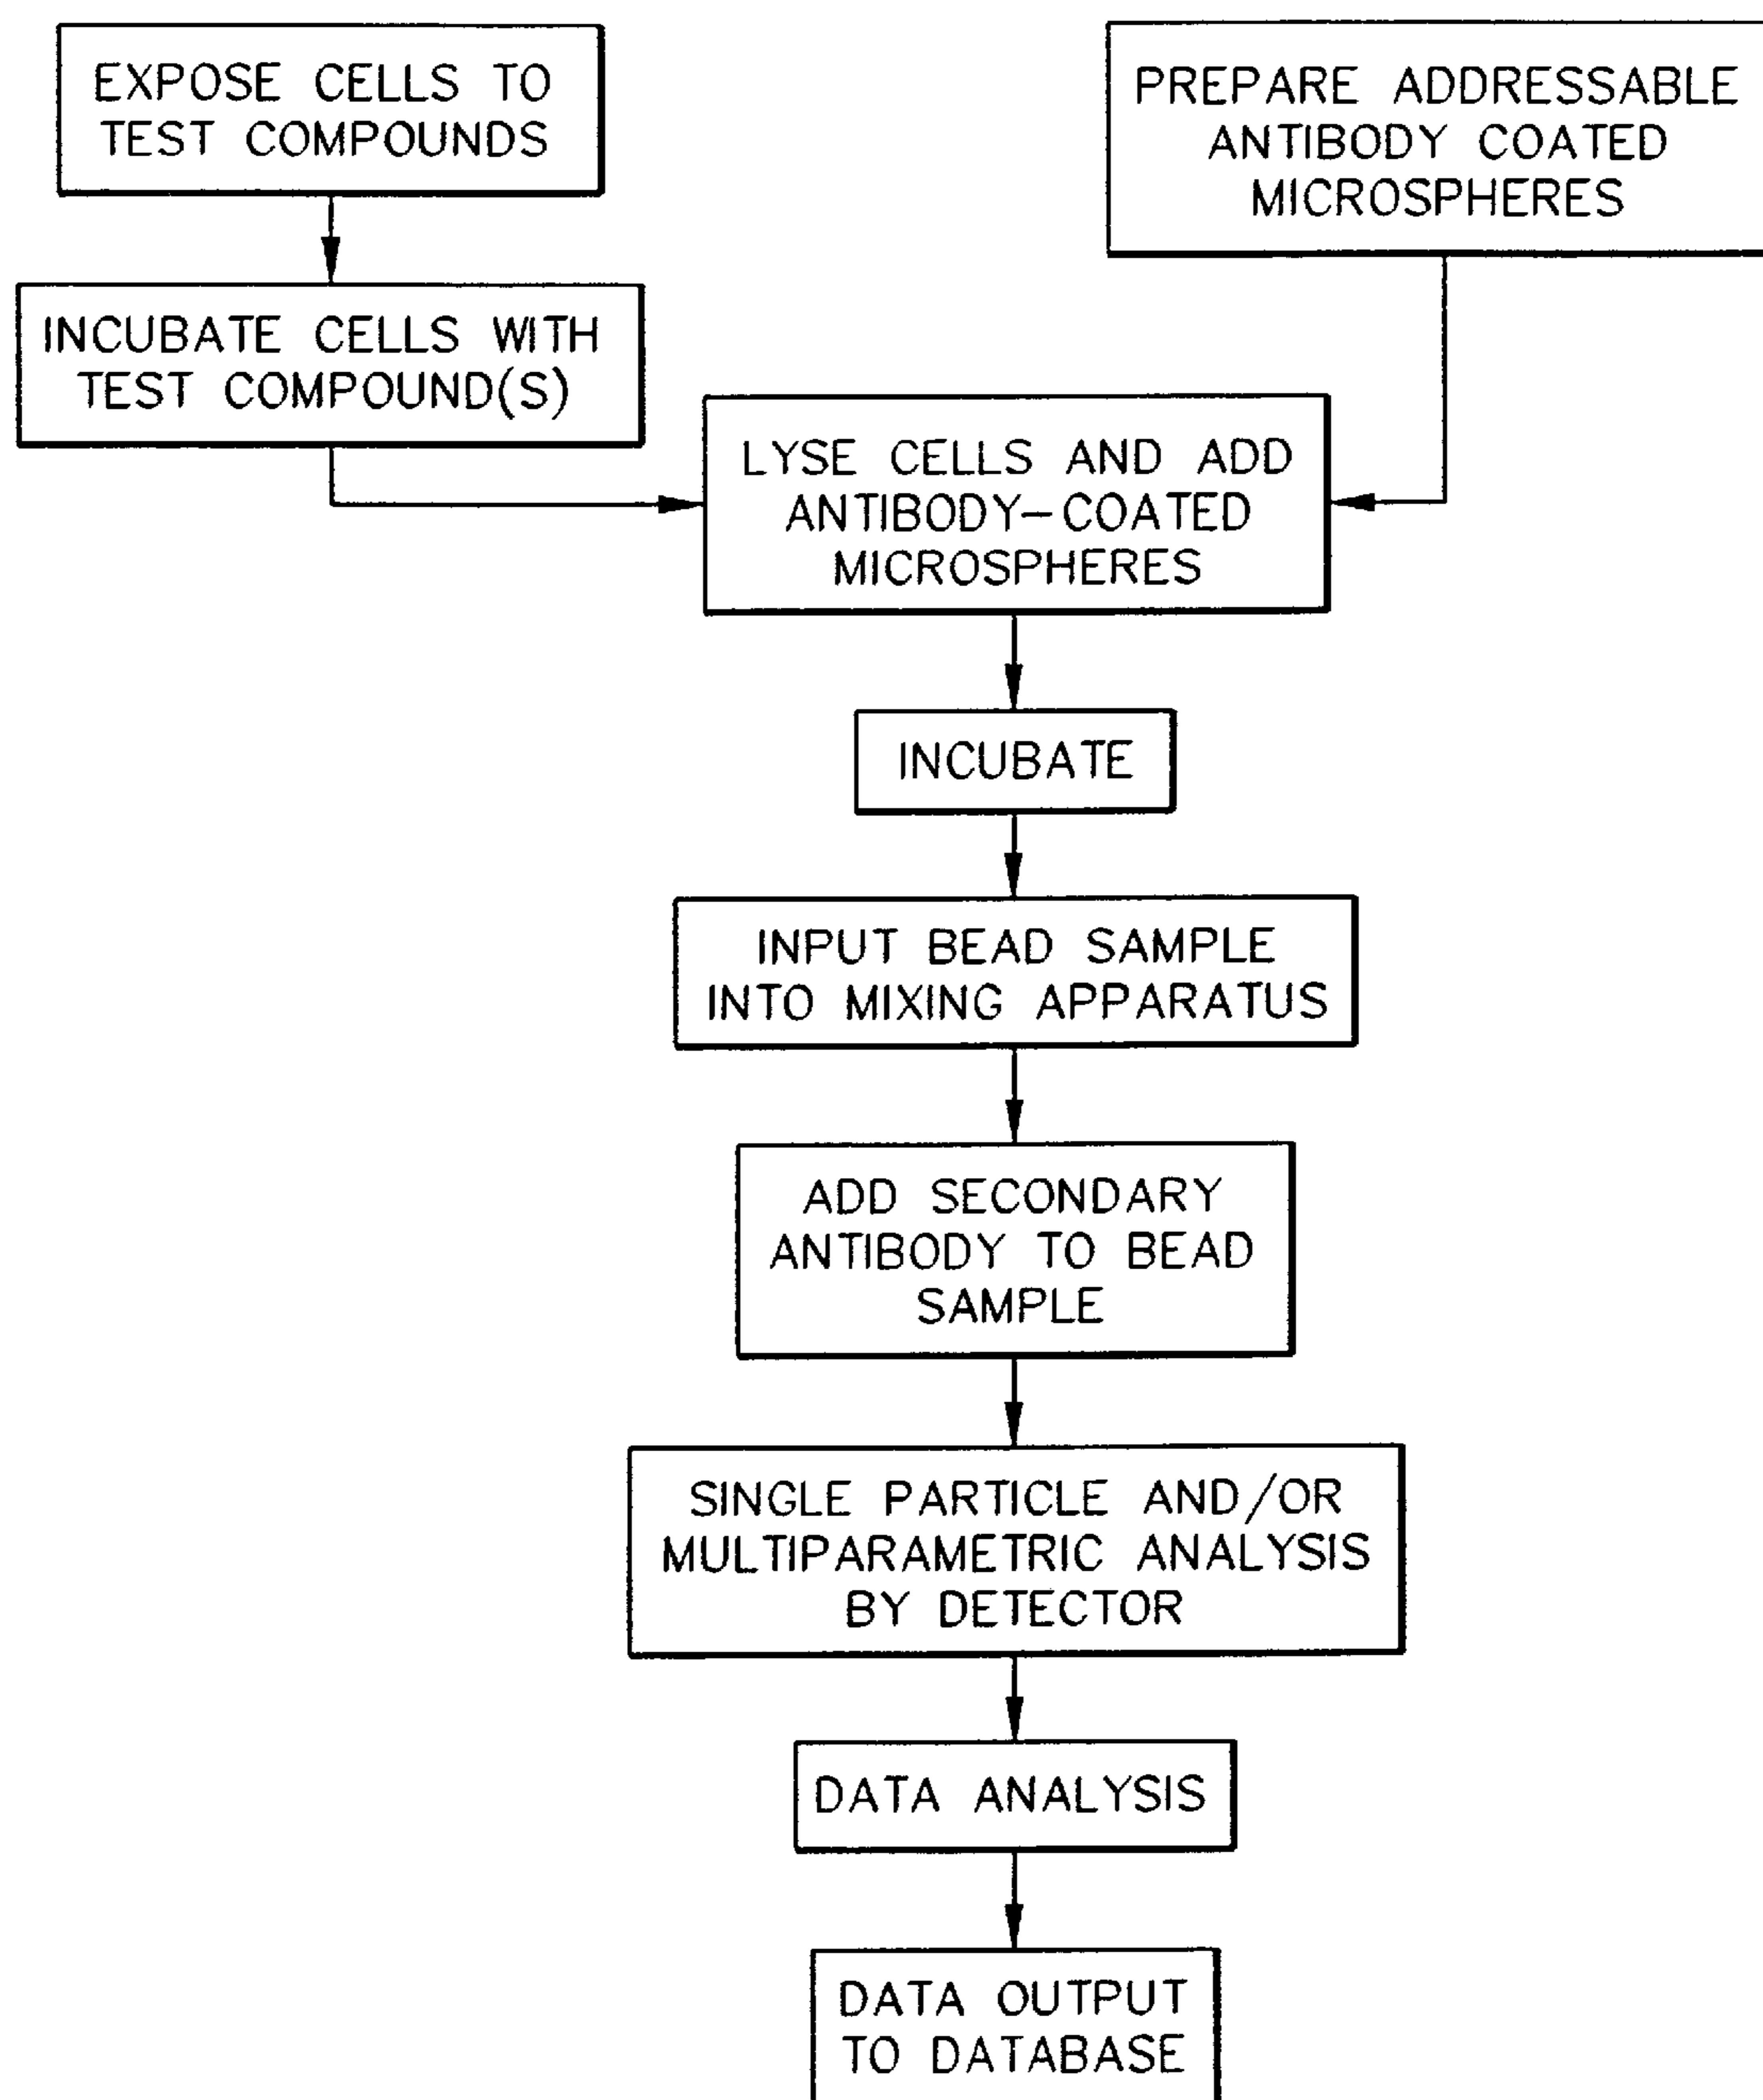 EXPOSE CELLS TO
TEST COMPOUNDS
PREPARE ADDRESSABLE
ANTIBODY COATED
MICROSPHERES
INCUBATE CELLS WITH
TEST COMPOUND(S)
LYSE CELLS AND ADD
ANTIBODY-COATED
MICROSPHERES
INCUBATE
INPUT BEAD SAMPLE
INTO MIXING APPARATUS
ADD SECONDARY
ANTIBODY TO BEAD
SAMPLE
SINGLE PARTICLE AND/OR
MULTIPARAMETRIC ANALYSIS
BY DETECTOR
DATA ANALYSIS
DATA OUTPUT
TO DATABASE